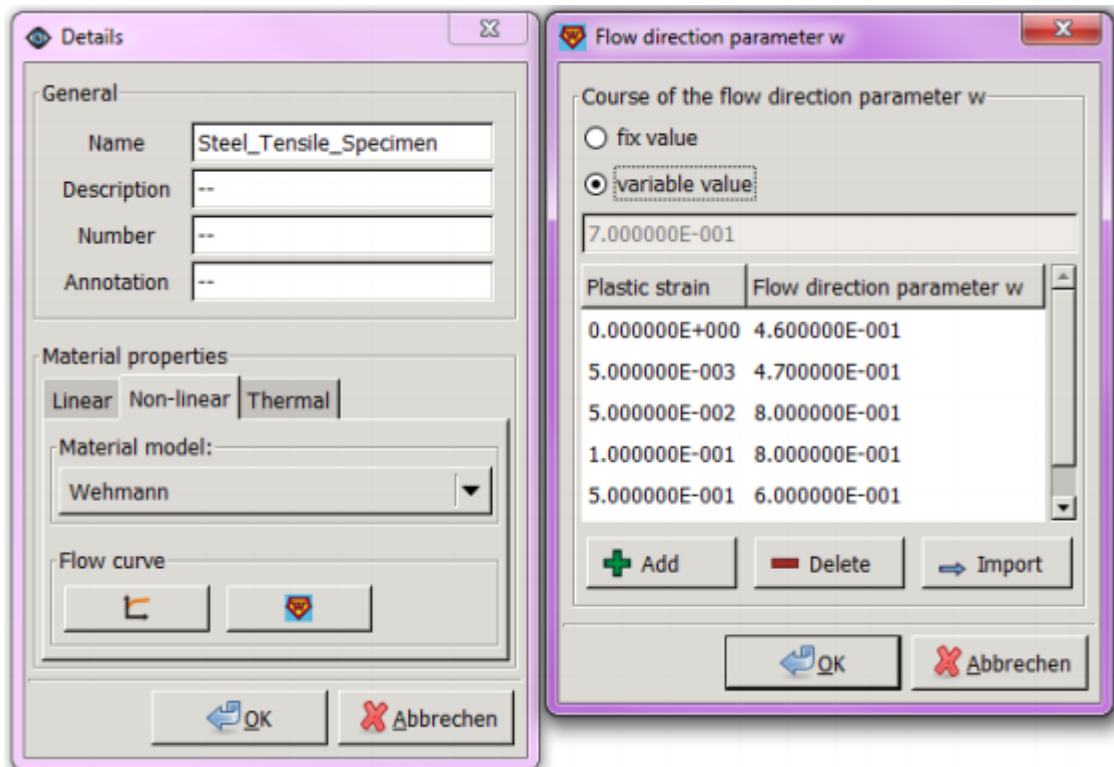 Details
General
Name Steel_Tensile_Specimen
Description --
Number --
Annotation --
Material properties
Linear Non-linear Thermal
Material model:
Wehmann
Flow curve
OK Abbrechen
Flow direction parameter w
Course of the flow direction parameter w
fix value
variable value
7.000000E-001
Plastic strain Flow direction parameter w
0.000000E+000 4.600000E-001
5.000000E-003 4.700000E-001
5.000000E-002 8.000000E-001
1.000000E-001 8.000000E-001
5.000000E-001 6.000000E-001
Add Delete Import
OK Abbrechen